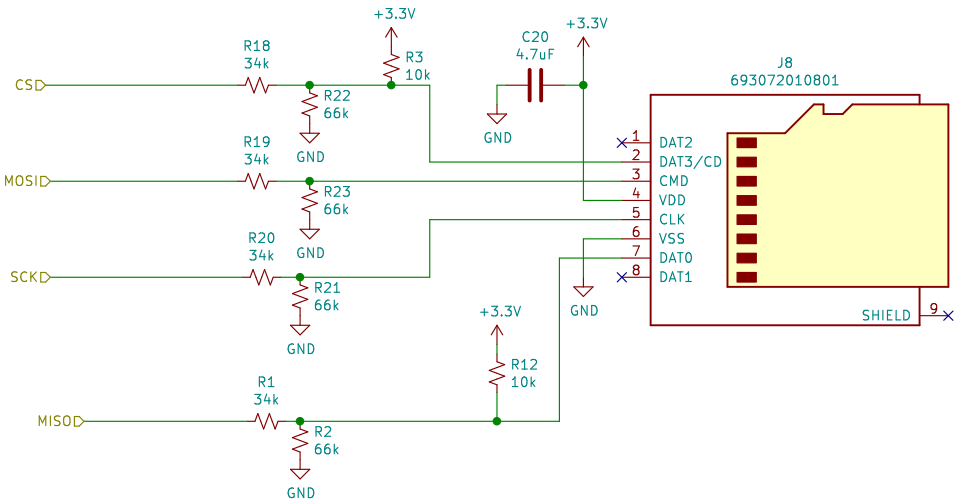 +3.3V
R18
34k
R3
10k
CS
R22
66k
GND
C20
4.7uF
+3.3V
GND
J8
693072010801
R19
34k
MOSI
R23
66k
GND
R20
34k
SCK
R21
66k
GND
1 DAT2
2 DAT3/CD
3 CMD
4 VDD
5 CLK
6 VSS
7 DAT0
8 DAT1
SHIELD 9
GND
+3.3V
R12
10k
R1
34k
MISO
R2
66k
GND